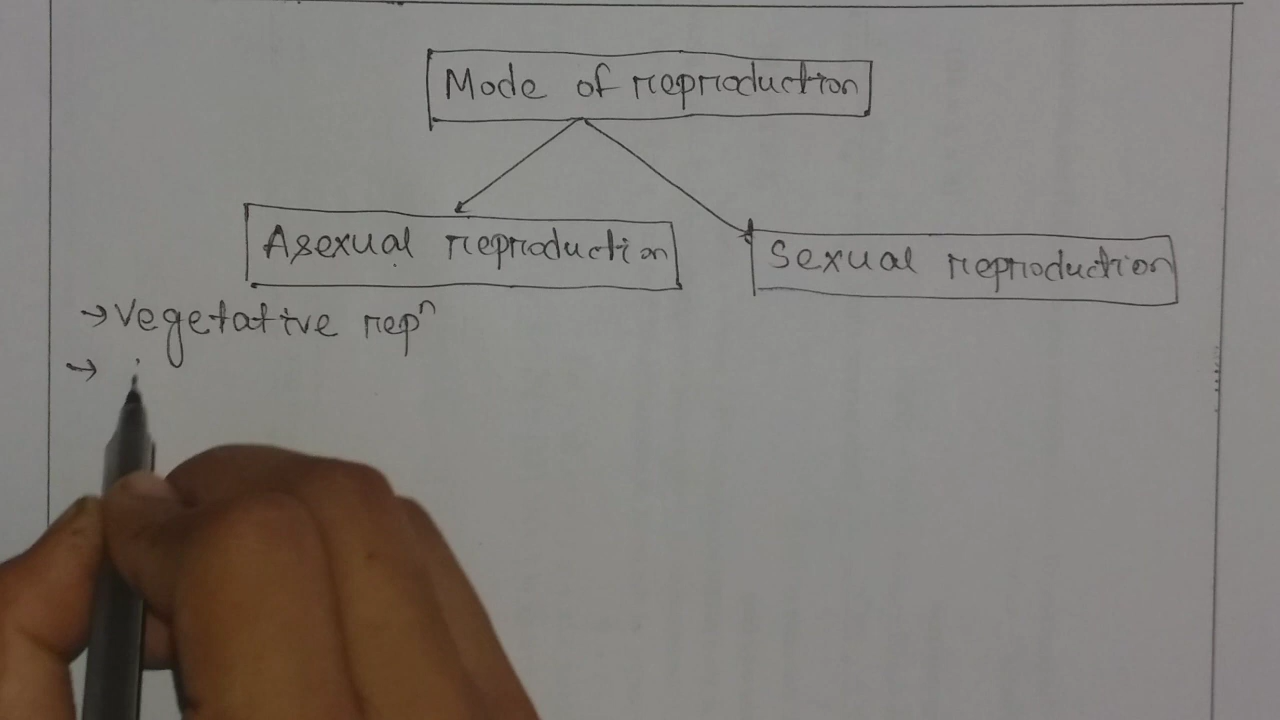 Mode of reproduction
Asexual reproduction
Sexual reproduction
→ Vegetative repⁿ
→